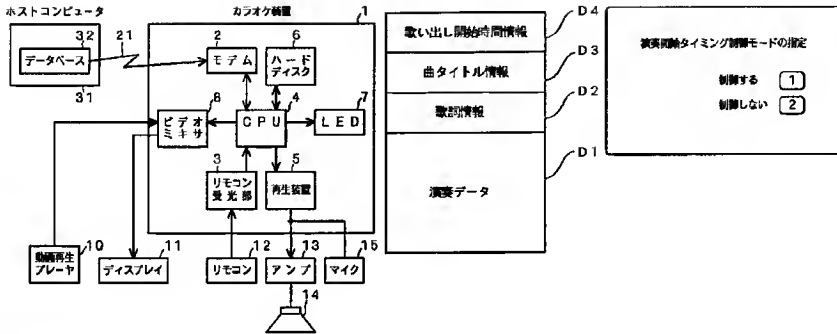 ホストコンピュータ
32
データベース
31
21
カラオケ装置
1
2
モデム
6
ハード
ディスク
8
ビデオ
ミキサ
4
CPU
7
LED
3
リモコン
受光部
5
再生装置
10
動画再生
プレーヤ
11
ディスプレイ
12
リモコン
13
アンプ
15
マイク
14
歌い出し開始時間情報
D4
曲タイトル情報
D3
歌詞情報
D2
演奏データ
D1
演奏開始タイミング制御モードの指定
制御する 1
制御しない 2